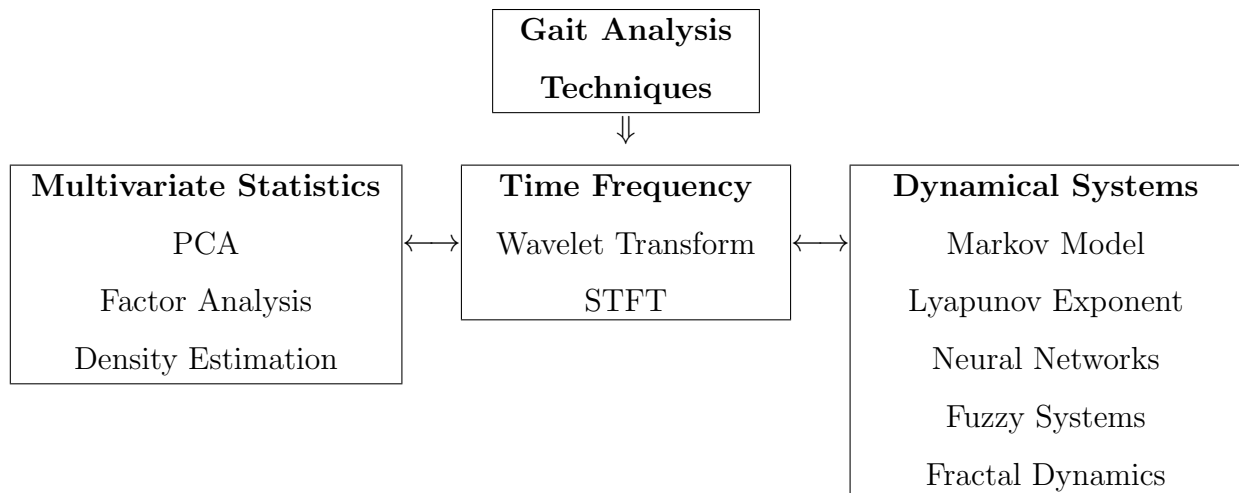 Gait Analysis
Techniques
⇓
Multivariate Statistics
PCA
Factor Analysis
Density Estimation
←→
Time Frequency
Wavelet Transform
STFT
←→
Dynamical Systems
Markov Model
Lyapunov Exponent
Neural Networks
Fuzzy Systems
Fractal Dynamics